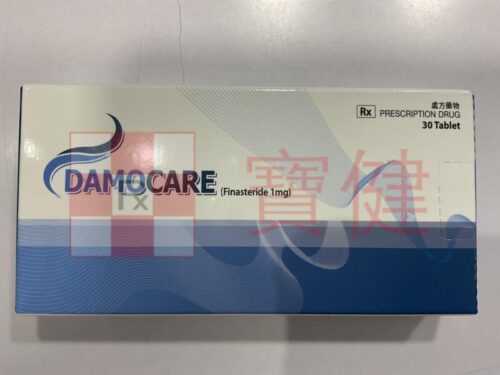 處方藥物
Rx PRESCRIPTION DRUG
30 Tablet
DAMOCARE (Finasteride 1mg)
Rx
寶健